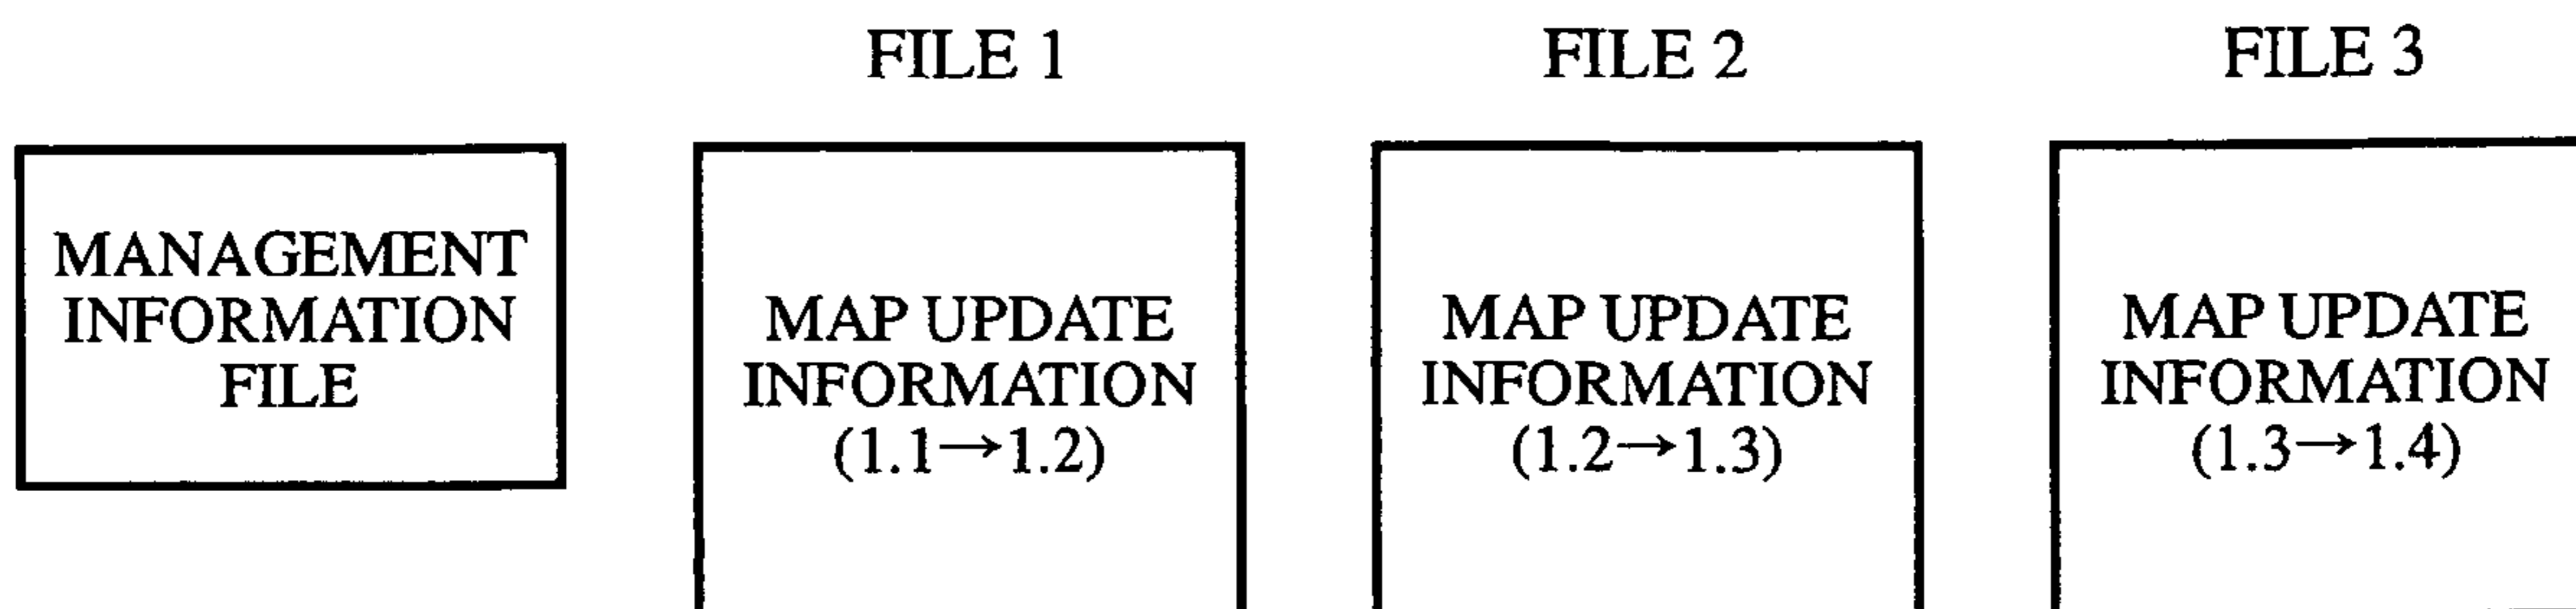 FILE 1
FILE 2
FILE 3
MANAGEMENT
INFORMATION
FILE
MAP UPDATE
INFORMATION
(1.1→1.2)
MAP UPDATE
INFORMATION
(1.2→1.3)
MAP UPDATE
INFORMATION
(1.3→1.4)